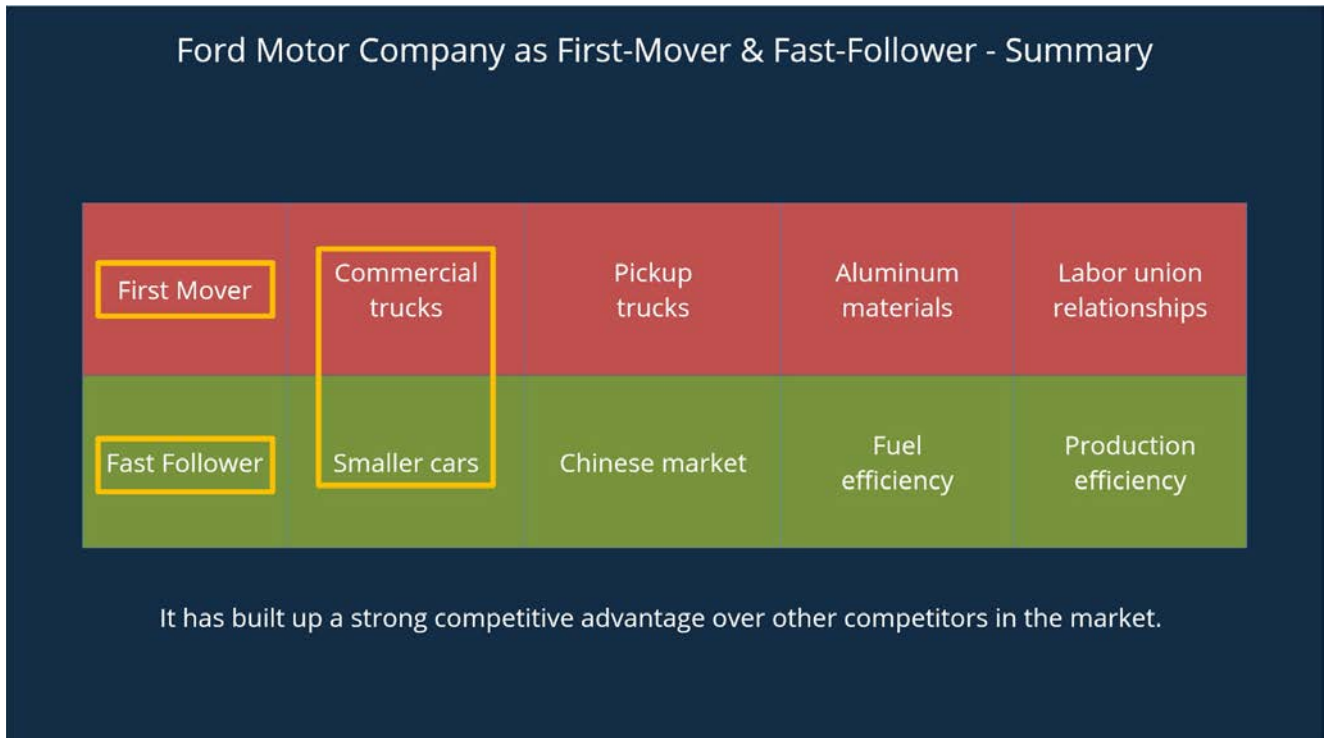 Ford Motor Company as First-Mover & Fast-Follower - Summary
First Mover
Commercial
trucks
Pickup
trucks
Aluminum
materials
Labor union
relationships
Fast Follower
Smaller cars
Chinese market
Fuel
efficiency
Production
efficiency
It has built up a strong competitive advantage over other competitors in the market.